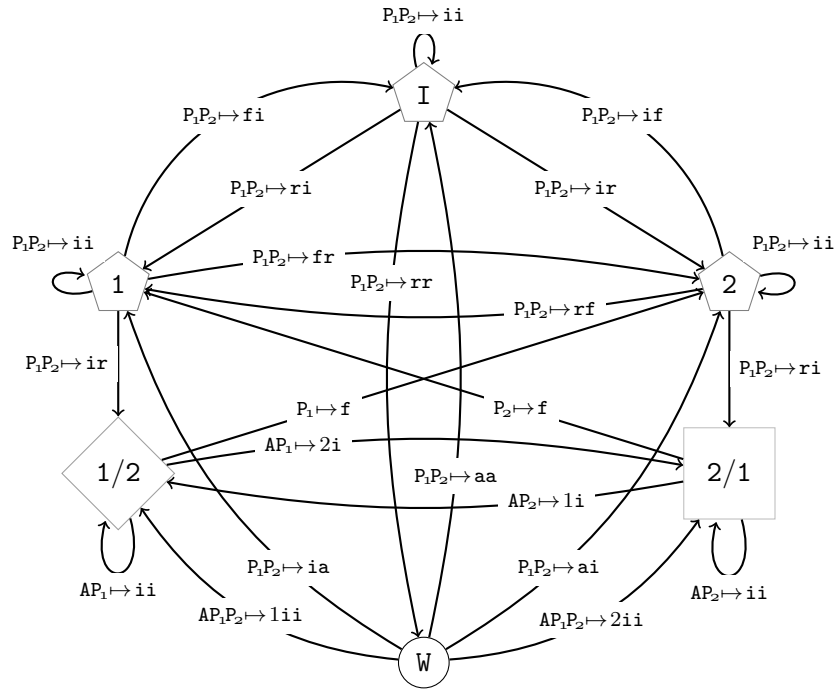 P₁P₂↦ii
I
P₁P₂↦fi
P₁P₂↦if
P₁P₂↦ri
P₁P₂↦ir
P₁P₂↦ii
P₁P₂↦ii
P₁P₂↦fr
1
2
P₁P₂↦rr
P₁P₂↦rf
P₁P₂↦ir
P₁P₂↦ri
P₁↦f
P₂↦f
AP₁↦2i
1/2
2/1
P₁P₂↦aa
AP₂↦1i
P₁P₂↦ia
P₁P₂↦ai
AP₁↦ii
AP₂↦ii
AP₁P₂↦1ii
AP₁P₂↦2ii
W